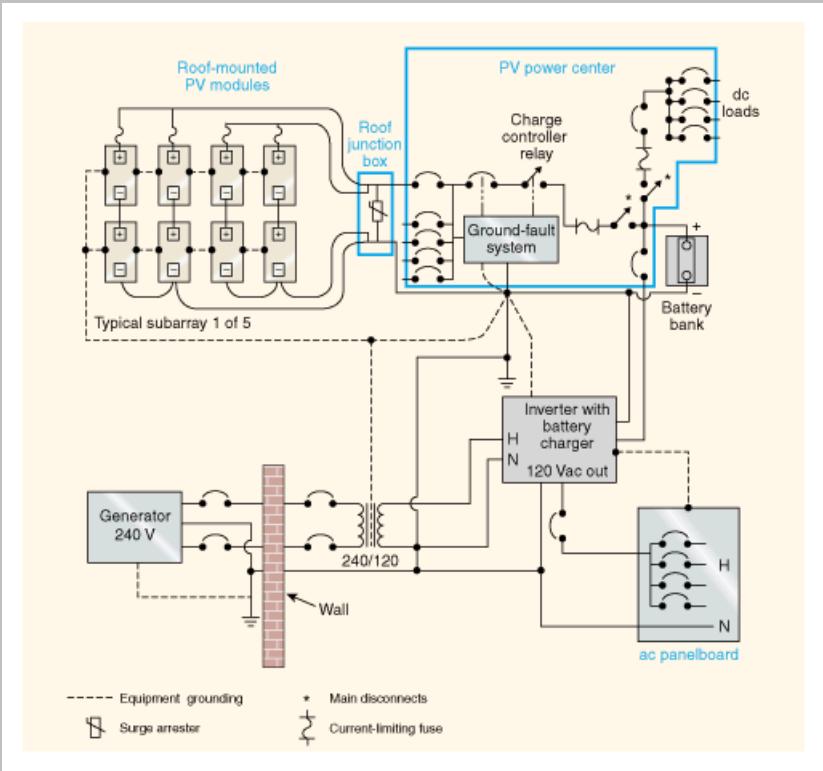 Roof-mounted
PV modules
PV power center
dc
loads
Charge
controller
relay
Roof
junction
box
+
+
+
+
−
−
−
−
*
*
Ground-fault
system
+
+
+
+
+
−
−
−
−
−
Battery
bank
Typical subarray 1 of 5
Inverter with
battery
charger
H
N
120 Vac out
Generator
240 V
240/120
H
Wall
N
ac panelboard
Equipment grounding
* Main disconnects
Surge arrester
Current-limiting fuse